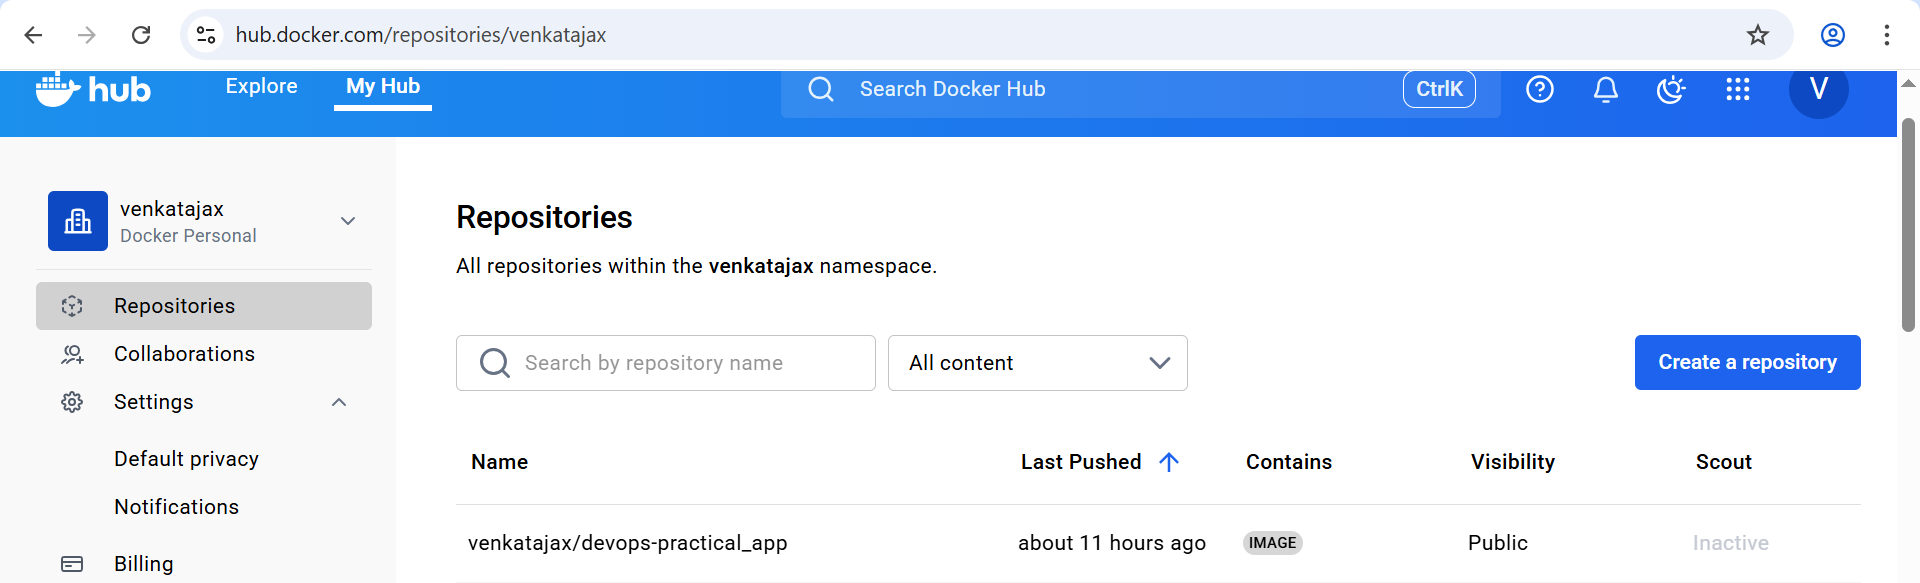 hub.docker.com/repositories/venkatajax
hub Explore My Hub Search Docker Hub CtrlK V
venkatajax
Docker Personal
Repositories
Collaborations
Settings
Default privacy
Notifications
Billing
Repositories
All repositories within the venkatajax namespace.
Search by repository name All content Create a repository
Name Last Pushed Contains Visibility Scout
venkatajax/devops-practical_app about 11 hours ago IMAGE Public Inactive